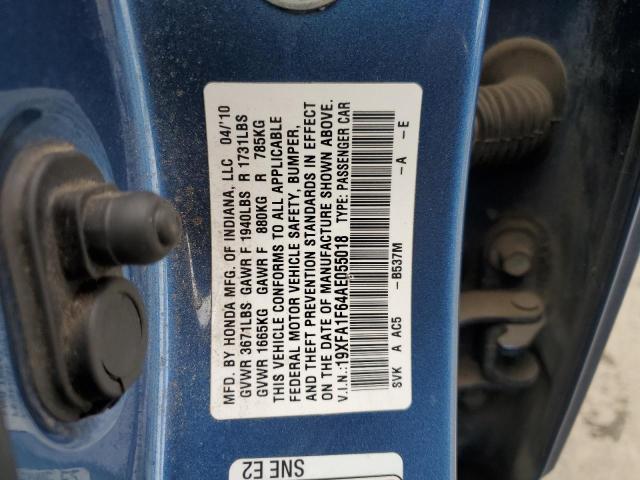 MFD. BY HONDA MFG. OF INDIANA, LLC 04/10
GVWR 3671LBS GAWR F 1940LBS R 1731LBS
GVWR 1665KG GAWR F 880KG R 785KG
THIS VEHICLE CONFORMS TO ALL APPLICABLE
FEDERAL MOTOR VEHICLE SAFETY, BUMPER,
AND THEFT PREVENTION STANDARDS IN EFFECT
ON THE DATE OF MANUFACTURE SHOWN ABOVE.
V.I.N.:19XFA1F64AE055018 TYPE: PASSENGER CAR
SVK A AC5 -B537M -A -E
SNE E2